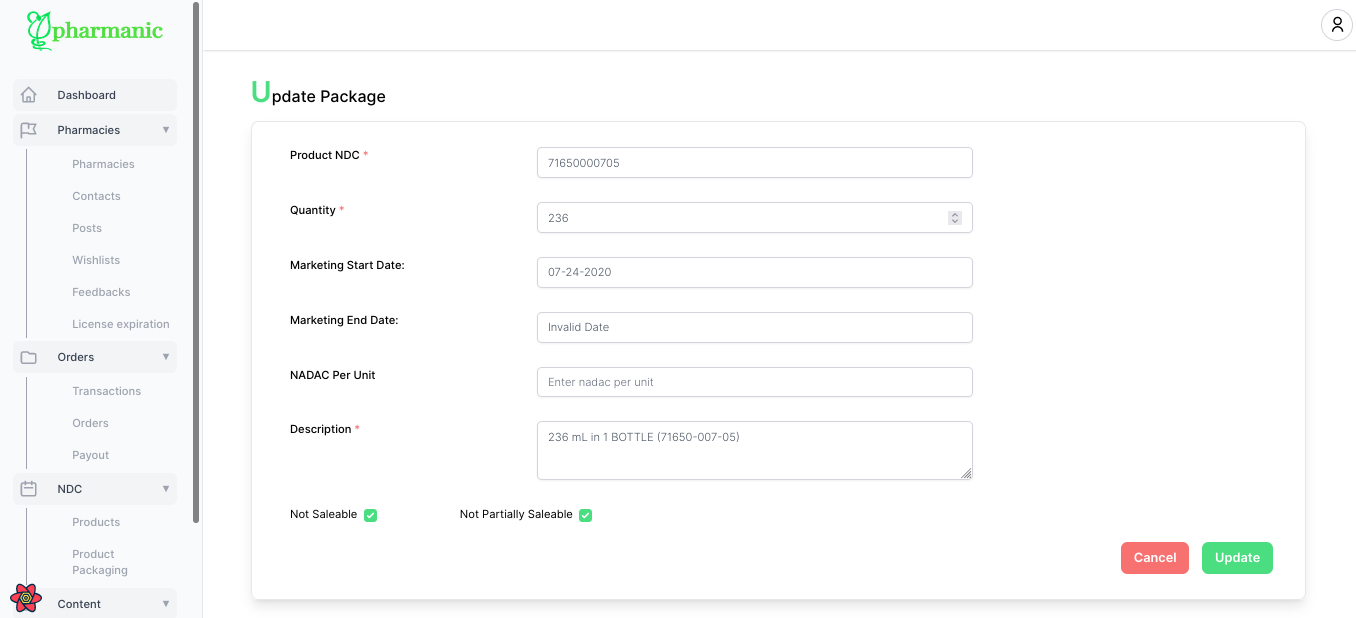 pharmanic
Dashboard
Pharmacies ▼
Pharmacies
Contacts
Posts
Wishlists
Feedbacks
License expiration
Orders ▼
Transactions
Orders
Payout
NDC ▼
Products
Product
Packaging
Content ▼
Update Package
Product NDC *
71650000705
Quantity *
236
Marketing Start Date:
07-24-2020
Marketing End Date:
Invalid Date
NADAC Per Unit
Enter nadac per unit
Description *
236 mL in 1 BOTTLE (71650-007-05)
Not Saleable
Not Partially Saleable
Cancel
Update